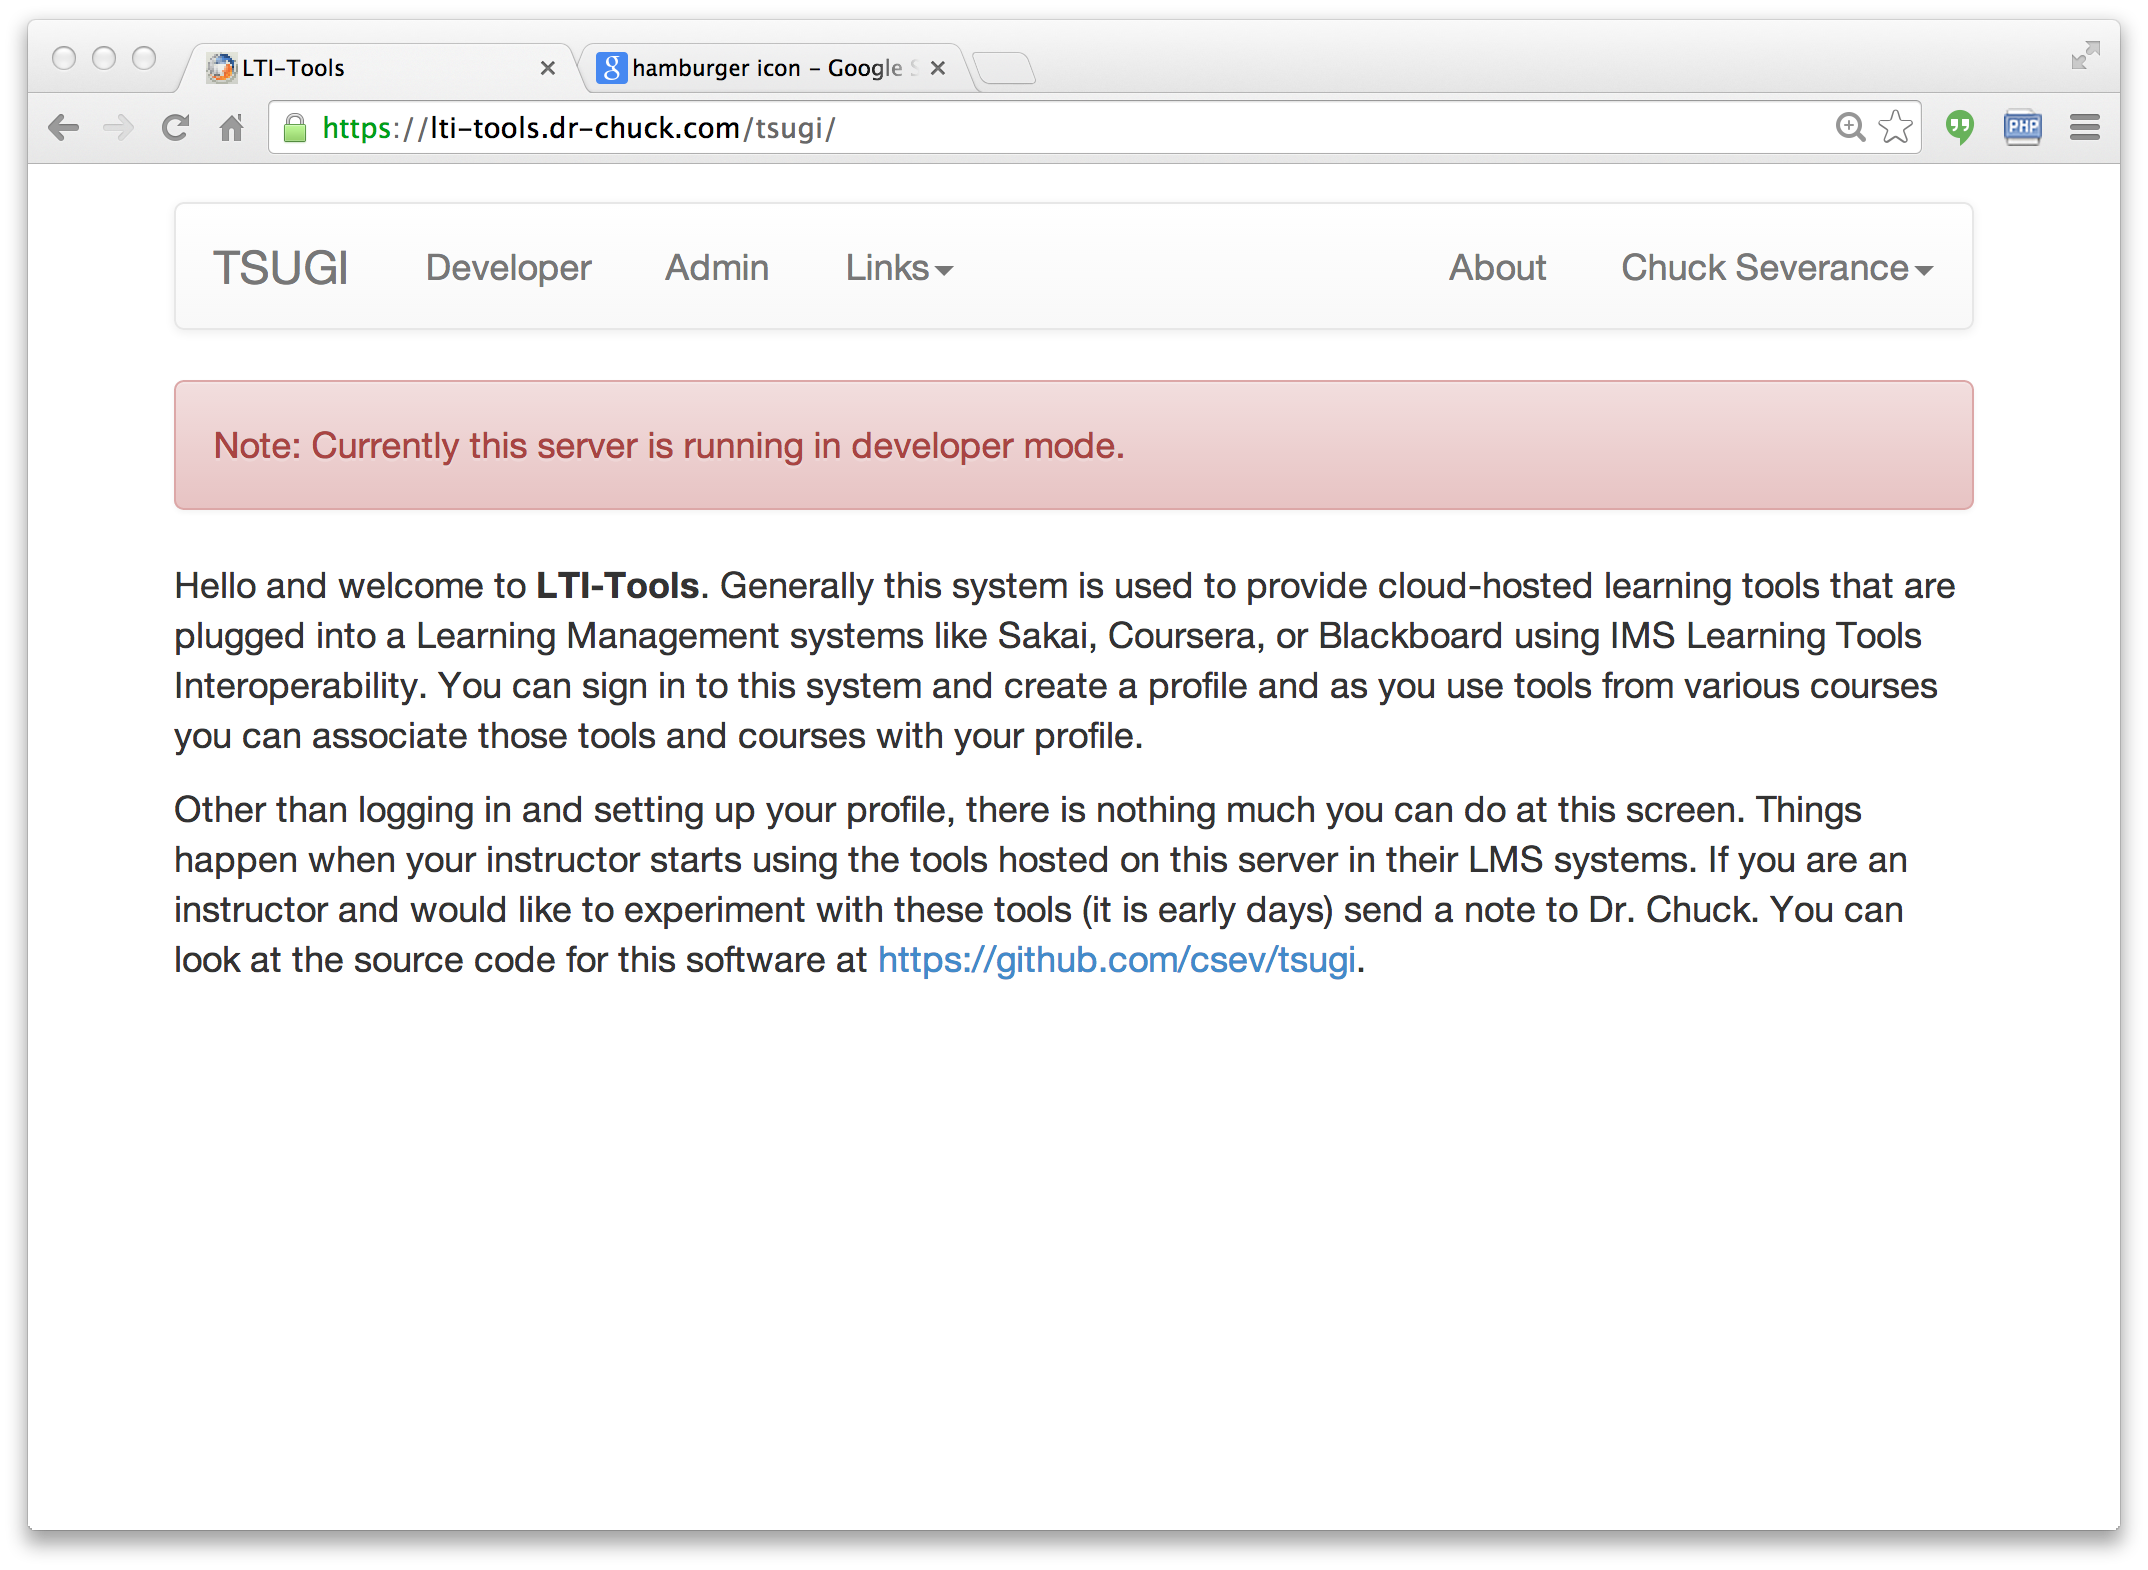 LTI-Tools
hamburger icon - Google
https://lti-tools.dr-chuck.com/tsugi/
PHP
TSUGI Developer Admin Links About Chuck Severance
Note: Currently this server is running in developer mode.
Hello and welcome to LTI-Tools. Generally this system is used to provide cloud-hosted learning tools that are
plugged into a Learning Management systems like Sakai, Coursera, or Blackboard using IMS Learning Tools
Interoperability. You can sign in to this system and create a profile and as you use tools from various courses
you can associate those tools and courses with your profile.
Other than logging in and setting up your profile, there is nothing much you can do at this screen. Things
happen when your instructor starts using the tools hosted on this server in their LMS systems. If you are an
instructor and would like to experiment with these tools (it is early days) send a note to Dr. Chuck. You can
look at the source code for this software at https://github.com/csev/tsugi.